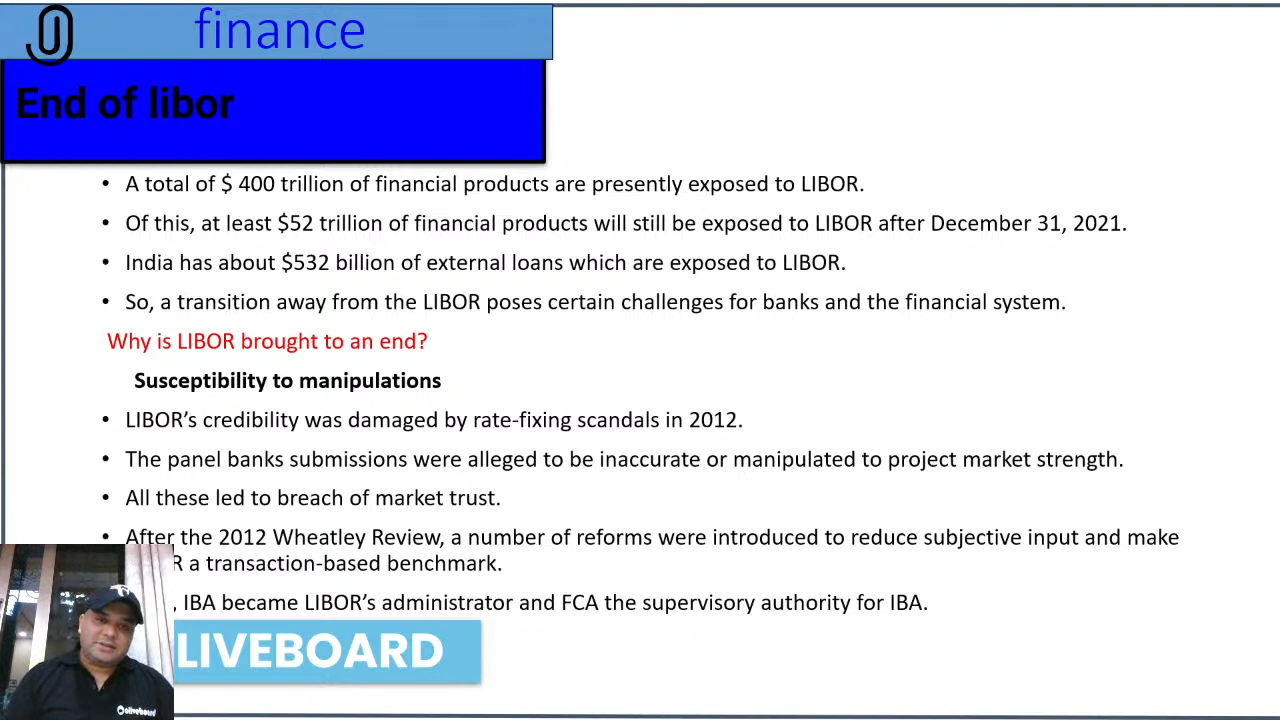 finance
End of libor
• A total of $ 400 trillion of financial products are presently exposed to LIBOR.
• Of this, at least $52 trillion of financial products will still be exposed to LIBOR after December 31, 2021.
• India has about $532 billion of external loans which are exposed to LIBOR.
• So, a transition away from the LIBOR poses certain challenges for banks and the financial system.
Why is LIBOR brought to an end?
Susceptibility to manipulations
• LIBOR’s credibility was damaged by rate-fixing scandals in 2012.
• The panel banks submissions were alleged to be inaccurate or manipulated to project market strength.
• All these led to breach of market trust.
• After the 2012 Wheatley Review, a number of reforms were introduced to reduce subjective input and make
R a transaction-based benchmark.
, IBA became LIBOR’s administrator and FCA the supervisory authority for IBA.
LIVEBOARD
oliveboard